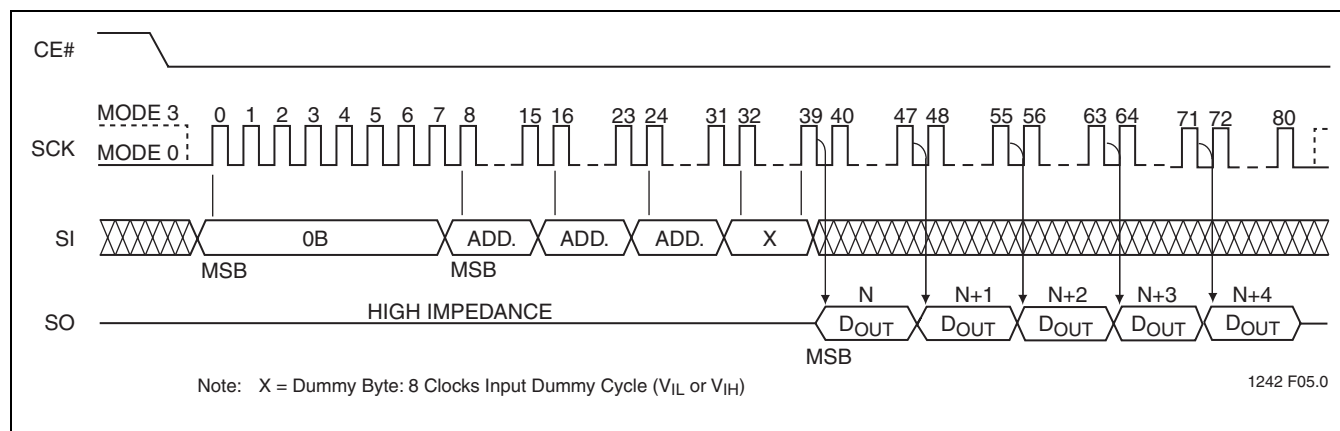 CE#
MODE 3
0 1 2 3 4 5 6 7 8 15 16 23 24 31 32 39 40 47 48 55 56 63 64 71 72 80
SCK
MODE 0
SI
0B
ADD.
ADD.
ADD.
X
MSB
MSB
N
N+1
N+2
N+3
N+4
HIGH IMPEDANCE
SO
DOUT
DOUT
DOUT
DOUT
DOUT
MSB
Note: X = Dummy Byte: 8 Clocks Input Dummy Cycle (VIL or VIH)
1242 F05.0